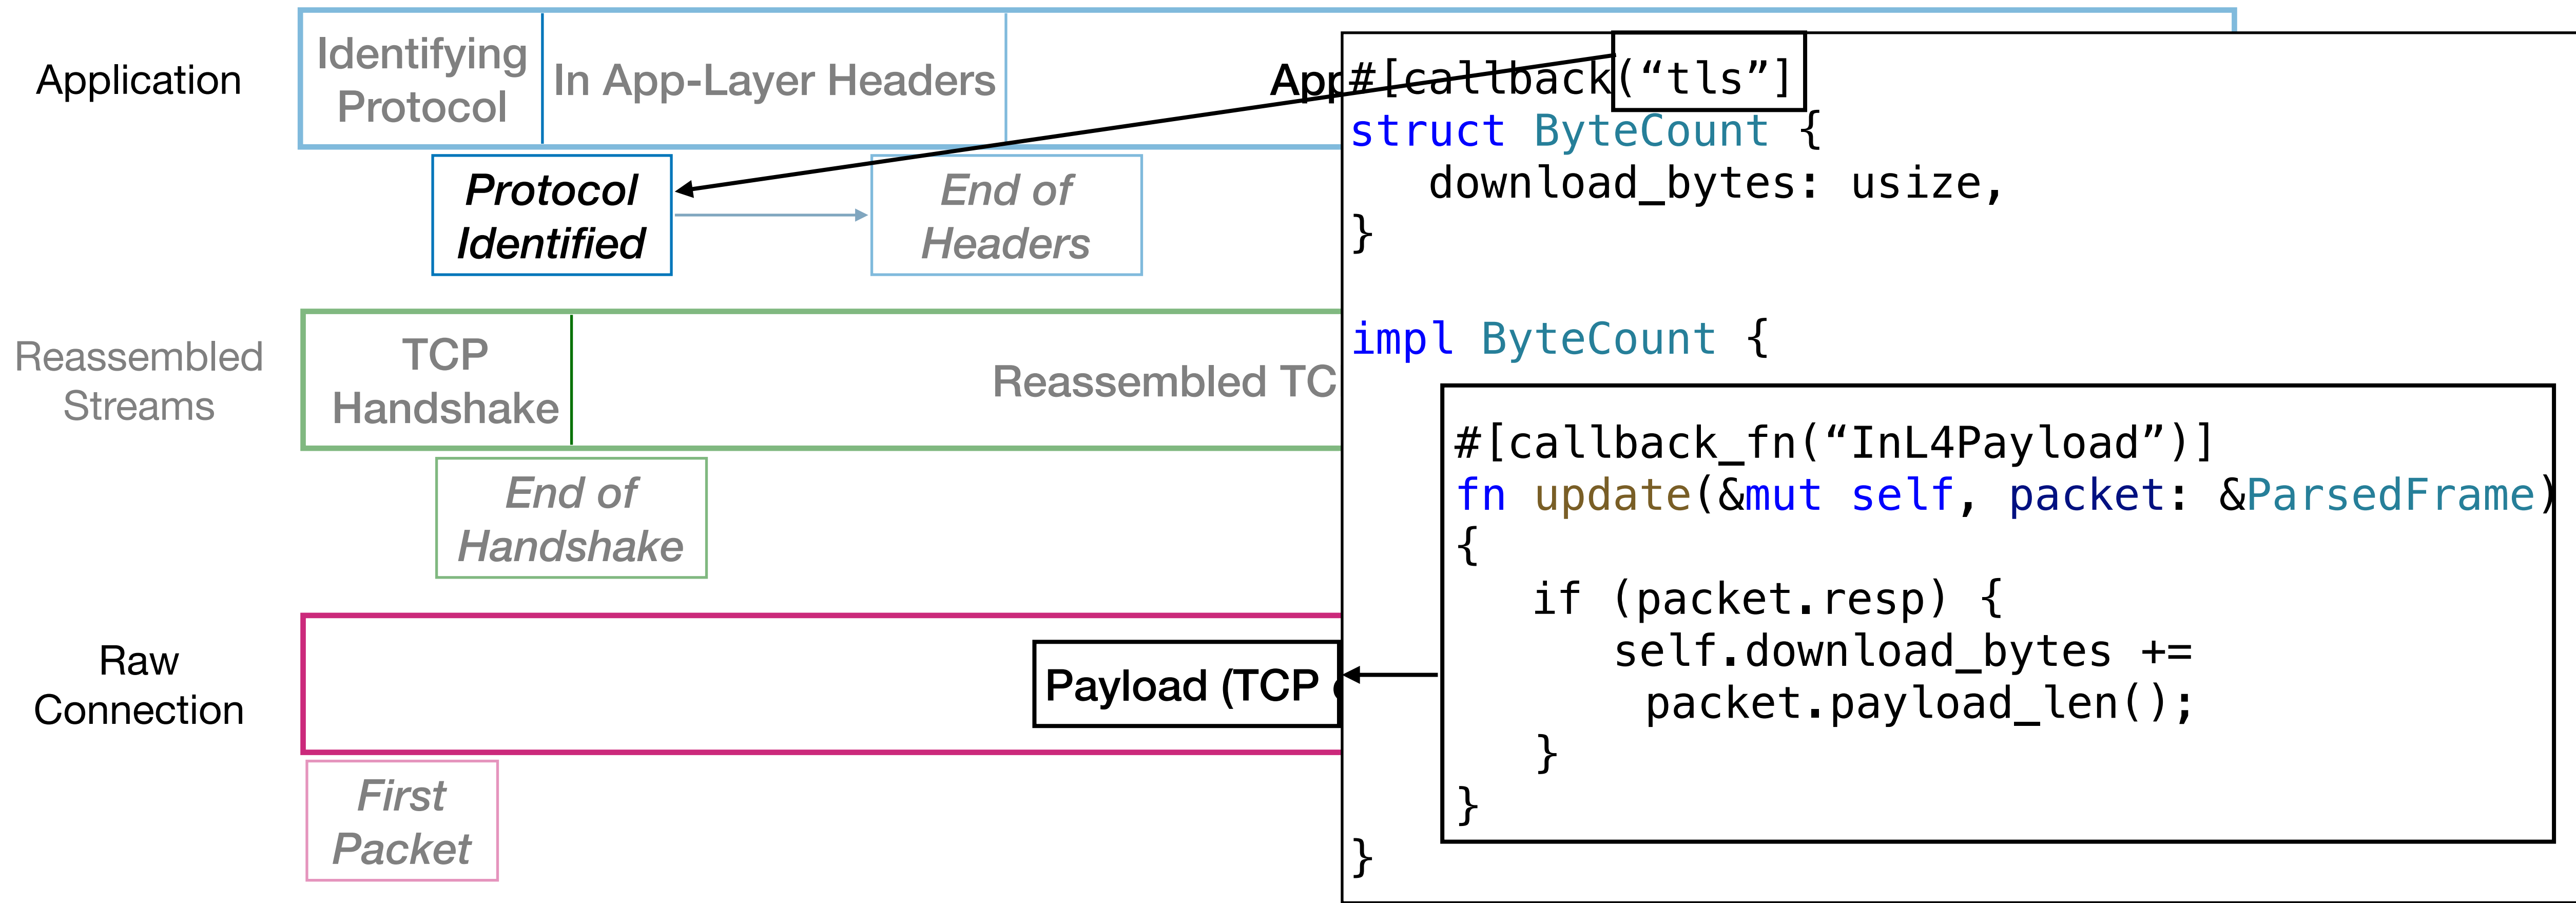 Application
Identifying
Protocol
In App-Layer Headers
App
Protocol
Identified
End of
Headers
Reassembled
Streams
TCP
Handshake
Reassembled TC
End of
Handshake
Raw
Connection
Payload (TCP
First
Packet
#[callback(“tls”]
struct ByteCount {
download_bytes: usize,
}
impl ByteCount {
#[callback_fn(“InL4Payload”)]
fn update(&mut self, packet: &ParsedFrame)
{
if (packet.resp) {
self.download_bytes +=
packet.payload_len();
}
}
}